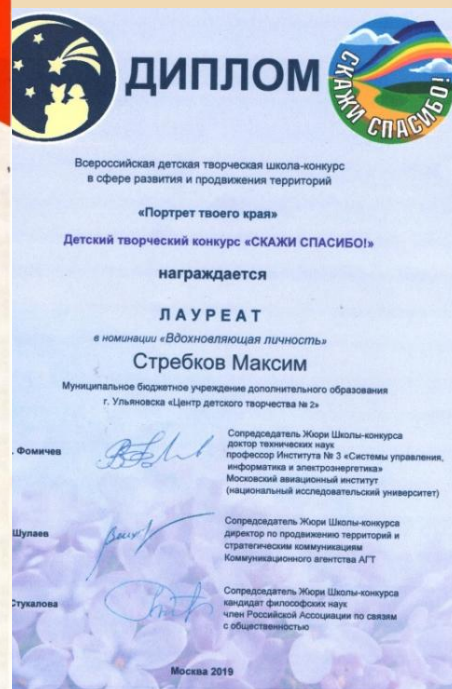 ДИПЛОМ
СКАЖИ СПАСИБО!
Всероссийская детская творческая школа-конкурс
в сфере развития и продвижения территорий
«Портрет твоего края»
Детский творческий конкурс «СКАЖИ СПАСИБО!»
награждается
ЛАУРЕАТ
в номинации «Вдохновляющая личность»
Стребков Максим
Муниципальное бюджетное учреждение дополнительного образования
г. Ульяновска «Центр детского творчества № 2»
. Фомичев
Сопредседатель Жюри Школы-конкурса
доктор технических наук
профессор Института № 3 «Системы управления,
информатика и электроэнергетика»
Московский авиационный институт
(национальный исследовательский университет)
Шулаев
Сопредседатель Жюри Школы-конкурса
директор по продвижению территорий и
стратегическим коммуникациям
Коммуникационного агентства АГТ
Стукалова
Сопредседатель Жюри Школы-конкурса
кандидат философских наук
член Российской Ассоциации по связям
с общественностью
Москва 2019